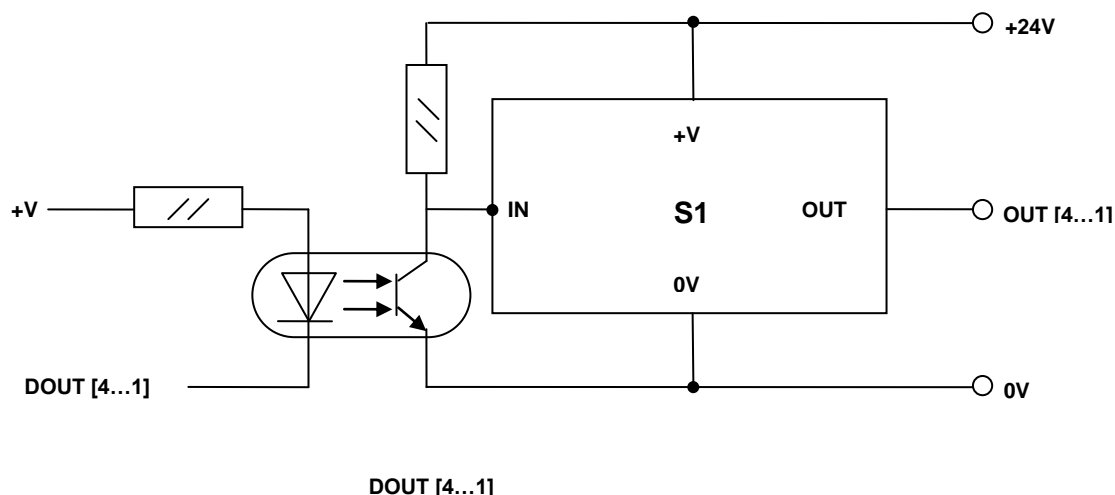 +24V
+V
+V
IN
S1
OUT
OUT [4…1]
0V
DOUT [4…1]
0V
DOUT [4…1]